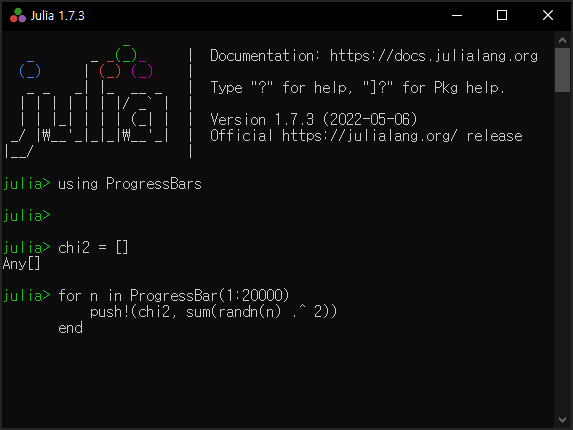 Julia 1.7.3
Documentation: https://docs.julialang.org
Type "?" for help, "]?" for Pkg help.
Version 1.7.3 (2022-05-06)
Official https://julialang.org/ release
julia> using ProgressBars
julia>
julia> chi2 = []
Any[]
julia> for n in ProgressBar(1:20000)
push!(chi2, sum(randn(n) .^ 2))
end